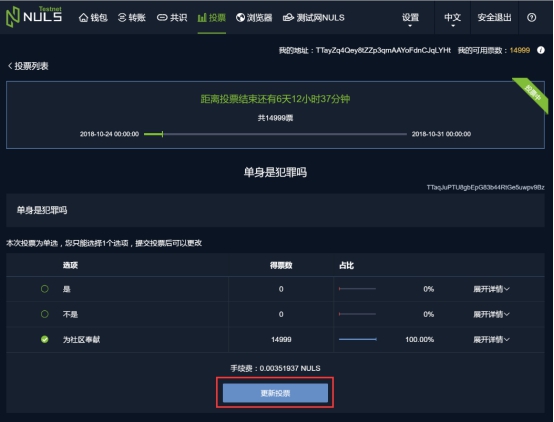 Testnet
NULS 钱包 转账 共识 投票 浏览器 测试网NULS 设置 中文 安全退出
我的地址：TTayZq4Qey8tZZp3qmAAYoFdnCJqLYHt 我的可用票数：14999
投票列表
距离投票结束还有6天12小时37分钟
投票中
共14999票
2018-10-24 00:00:00 2018-10-31 00:00:00
单身是犯罪吗
TTaqJuPTU8gbEpG83b44RtGe5uwpv9Bz
单身是犯罪吗
本次投票为单选，您只能选择1个选项，提交投票后可以更改
选项 得票数 占比
是 0 0% 展开详情
不是 0 0% 展开详情
为社区奉献 14999 100.00% 展开详情
手续费：0.00351937 NULS
更新投票